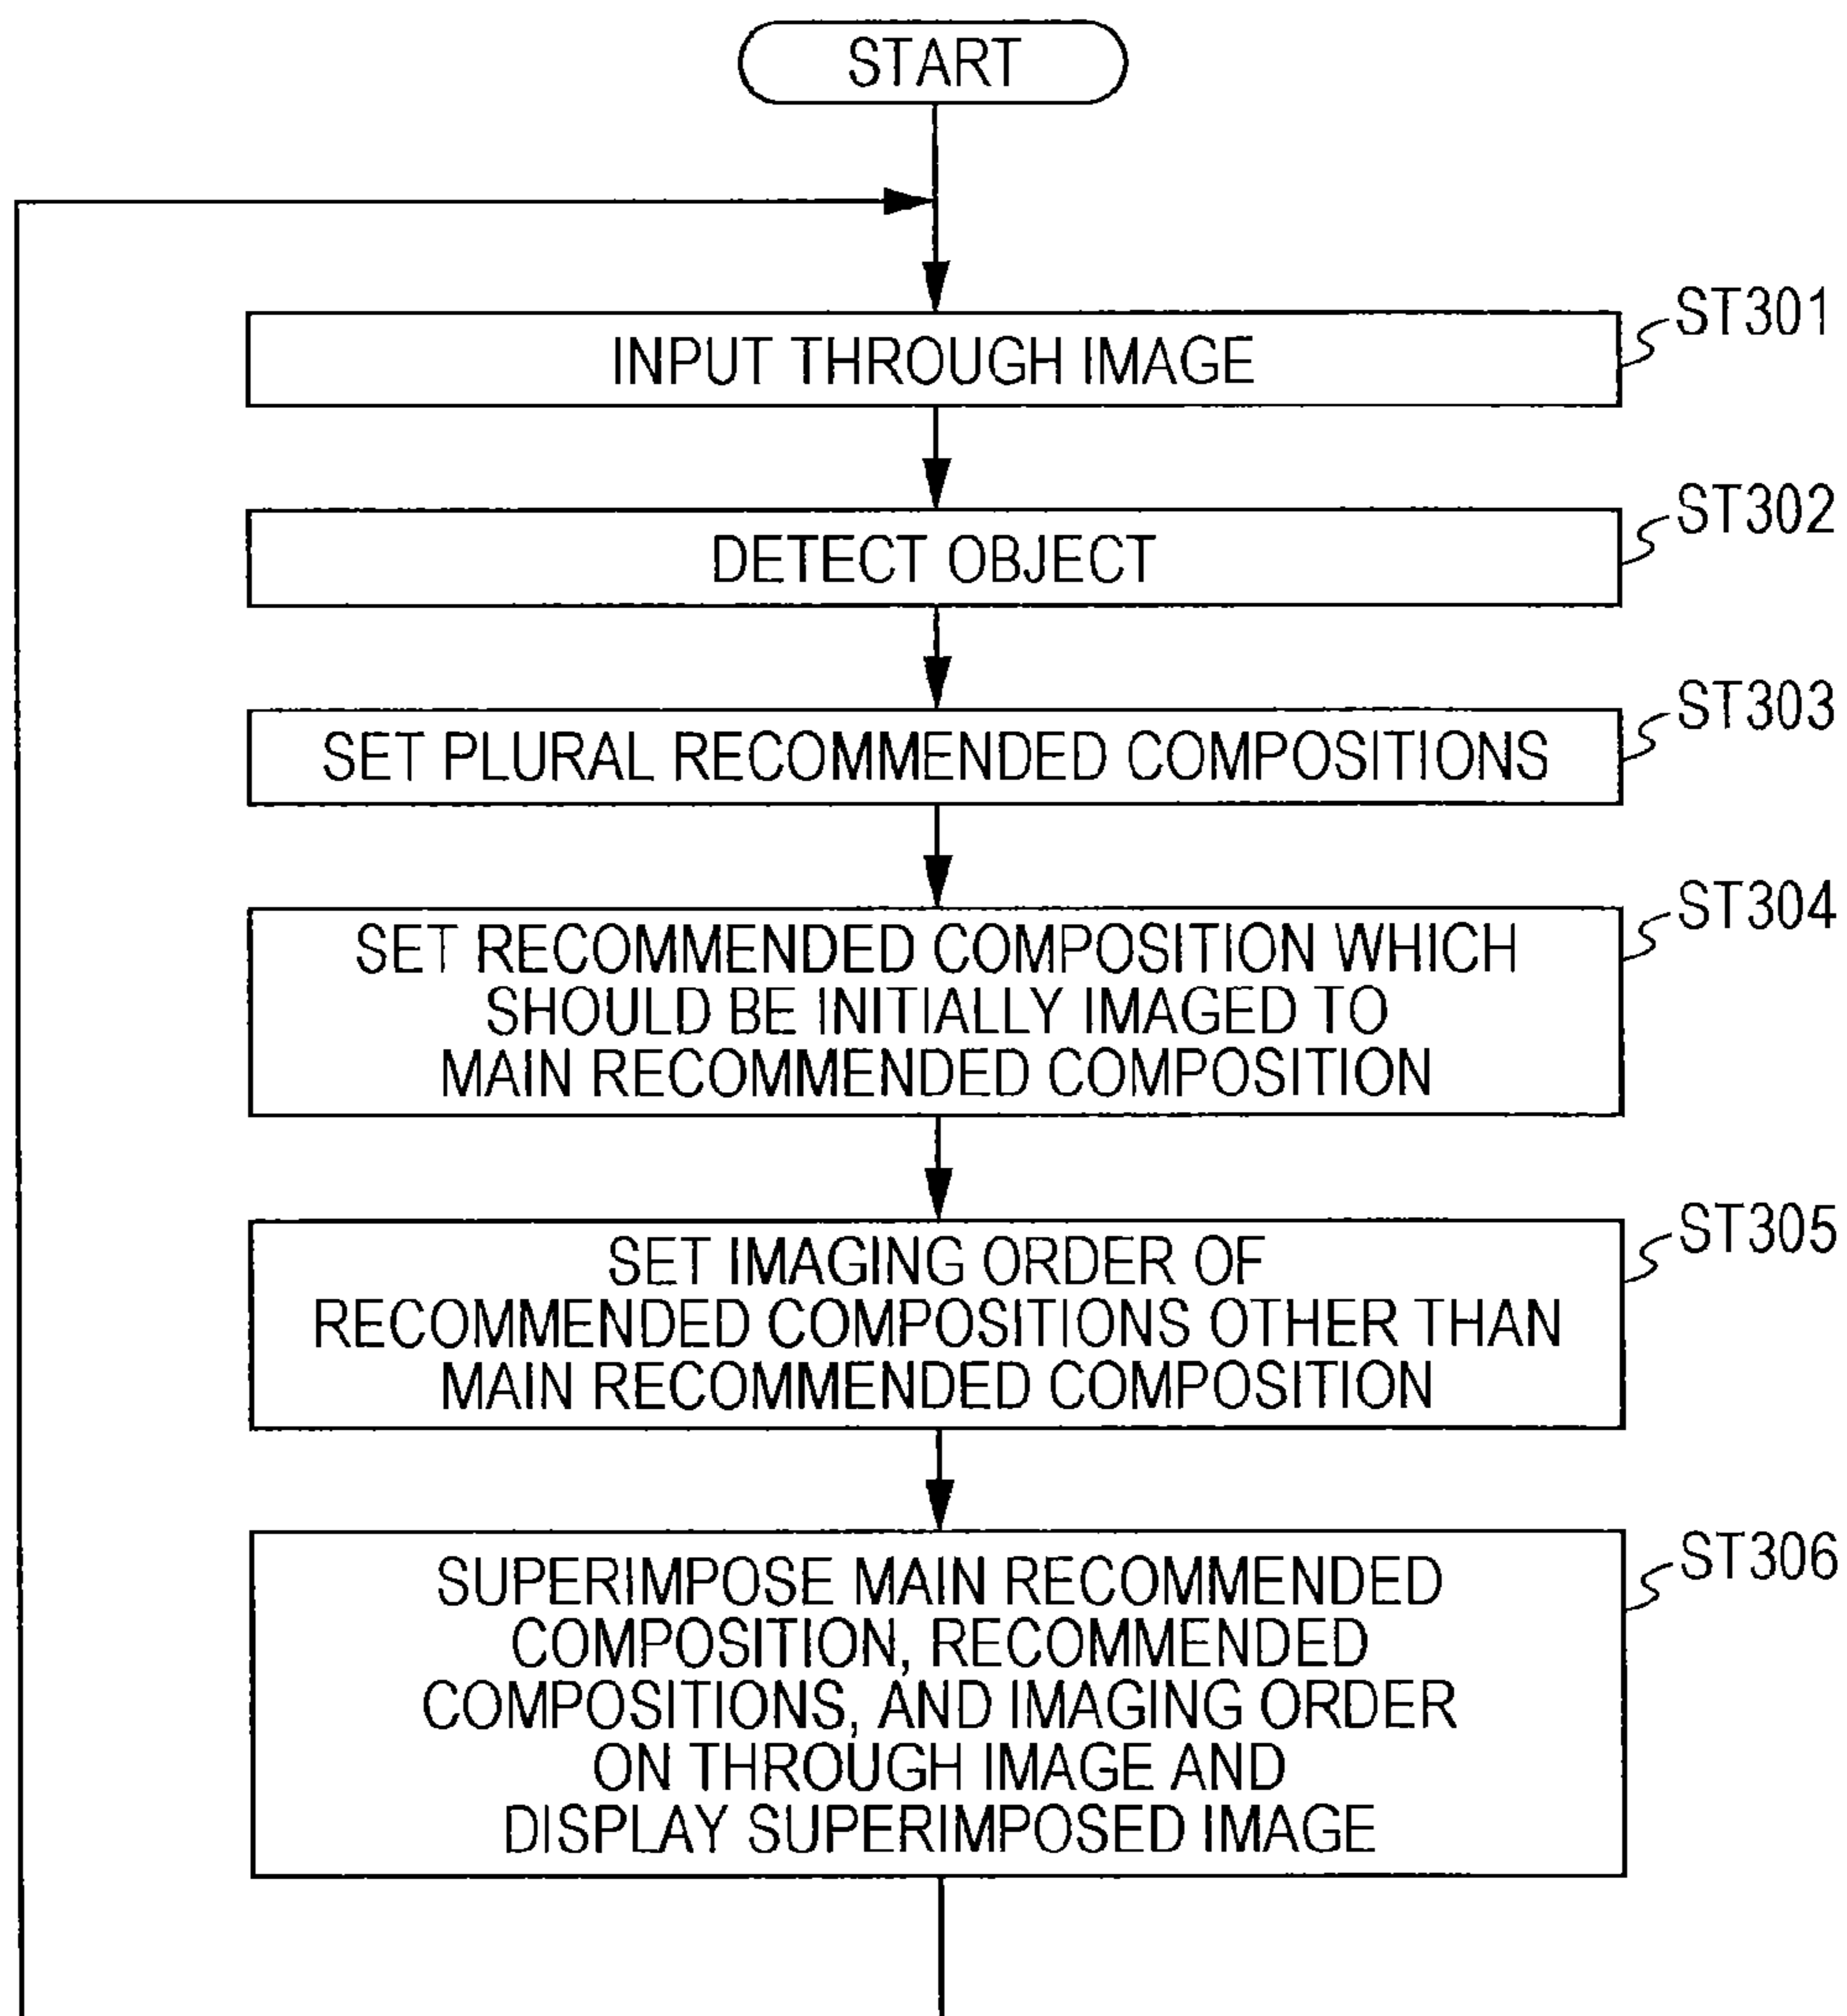 START
INPUT THROUGH IMAGE
ST301
DETECT OBJECT
ST302
SET PLURAL RECOMMENDED COMPOSITIONS
ST303
SET RECOMMENDED COMPOSITION WHICH
SHOULD BE INITIALLY IMAGED TO
MAIN RECOMMENDED COMPOSITION
ST304
SET IMAGING ORDER OF
RECOMMENDED COMPOSITIONS OTHER THAN
MAIN RECOMMENDED COMPOSITION
ST305
SUPERIMPOSE MAIN RECOMMENDED
COMPOSITION, RECOMMENDED
COMPOSITIONS, AND IMAGING ORDER
ON THROUGH IMAGE AND
DISPLAY SUPERIMPOSED IMAGE
ST306